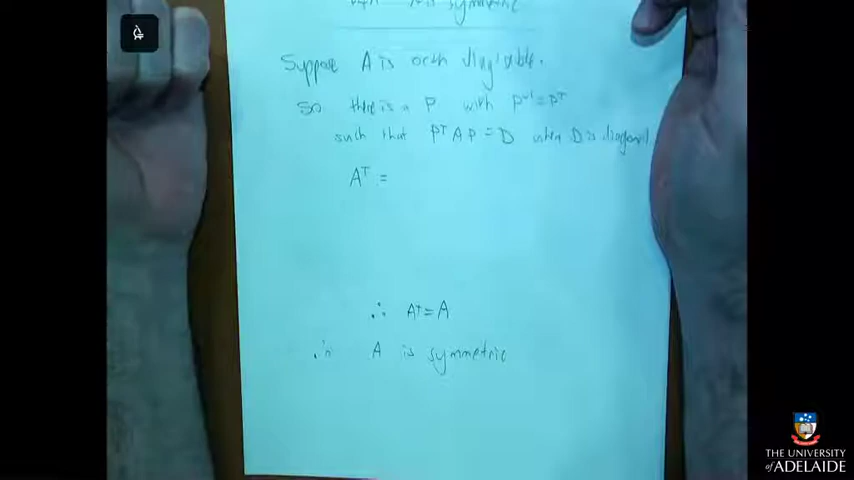 symmetric
Suppose A is orth diag'able.
So there is a P with P⁻¹=Pᵀ
such that PᵀAP = D where D is diagonal
Aᵀ =
∴ Aᵀ=A
∴ A is symmetric
THE UNIVERSITY
of ADELAIDE